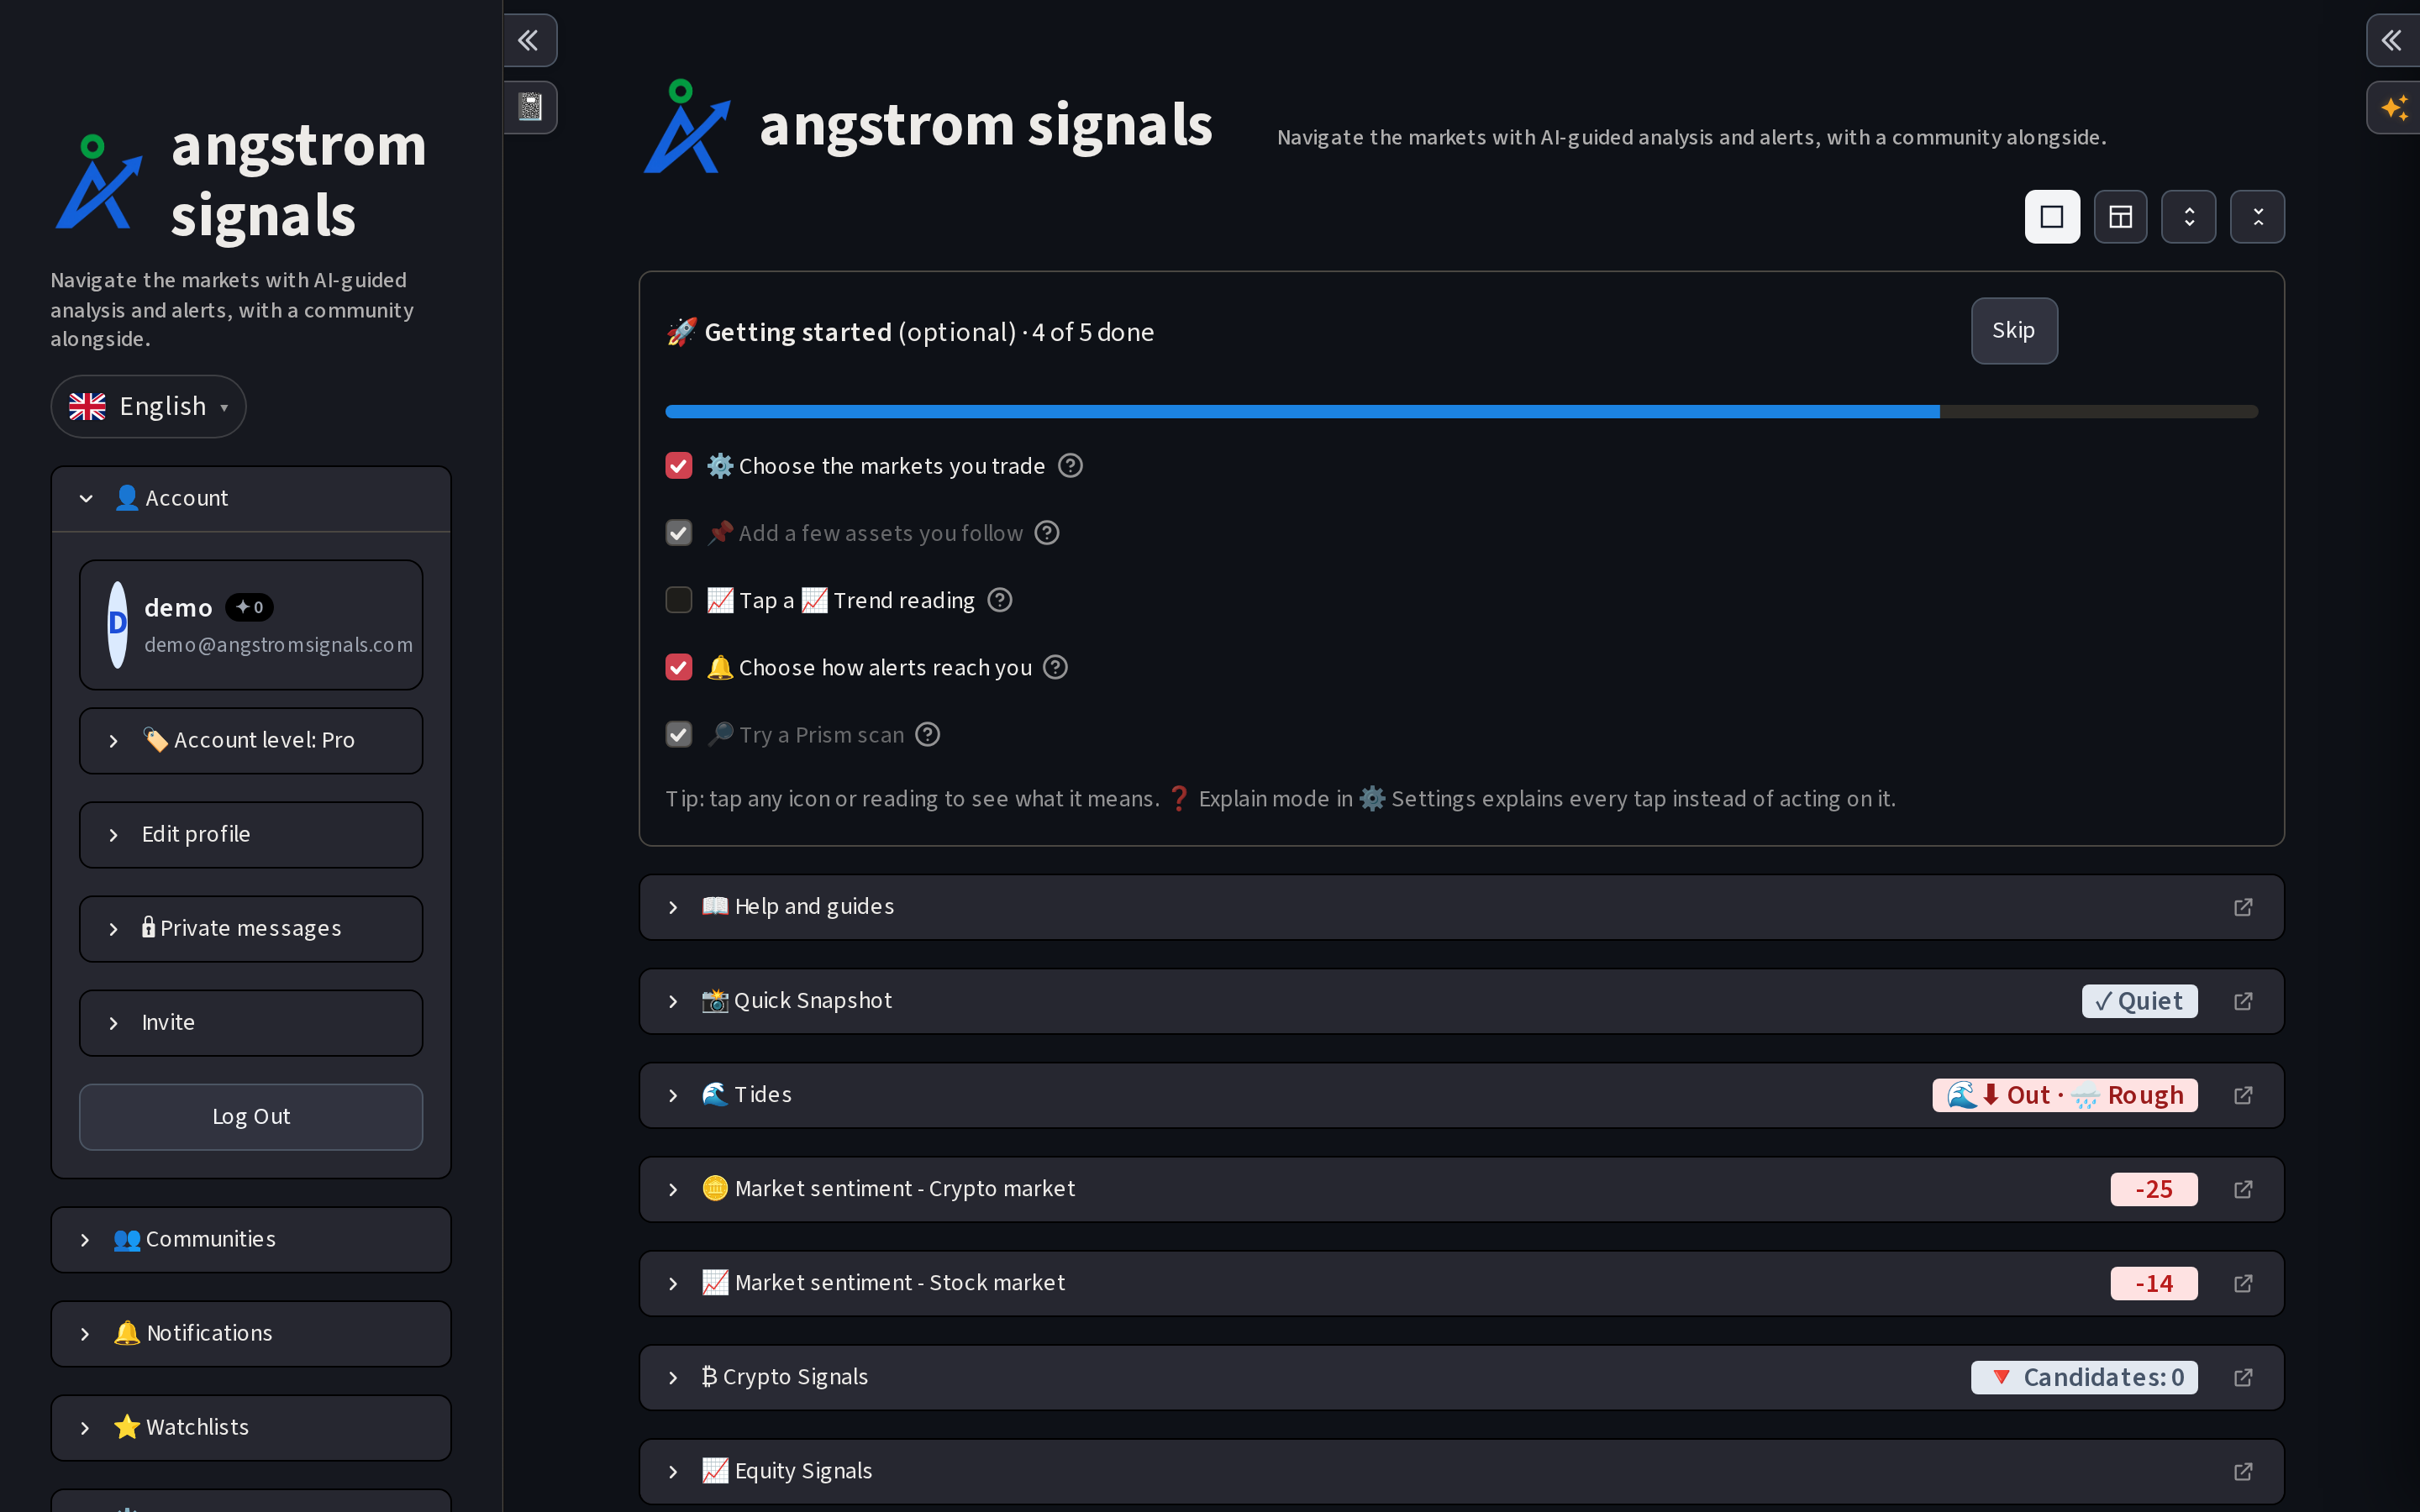 angstrom
signals
Navigate the markets with AI-guided
analysis and alerts, with a community
alongside.
English
👤 Account
D
demo
✦ 0
demo@angstromsignals.com
🏷️ Account level: Pro
Edit profile
🔒 Private messages
Invite
Log Out
👥 Communities
🔔 Notifications
⭐ Watchlists
angstrom signals
Navigate the markets with AI-guided analysis and alerts, with a community alongside.
🚀 Getting started (optional) · 4 of 5 done
Skip
⚙️ Choose the markets you trade
📌 Add a few assets you follow
📈 Tap a 📈 Trend reading
🔔 Choose how alerts reach you
🔎 Try a Prism scan
Tip: tap any icon or reading to see what it means. ❓ Explain mode in ⚙️ Settings explains every tap instead of acting on it.
📖 Help and guides
📸 Quick Snapshot
✓ Quiet
🌊 Tides
🌊⬇ Out · 🌧️ Rough
🪙 Market sentiment - Crypto market
-25
📈 Market sentiment - Stock market
-14
₿ Crypto Signals
🔻 Candidates: 0
📈 Equity Signals